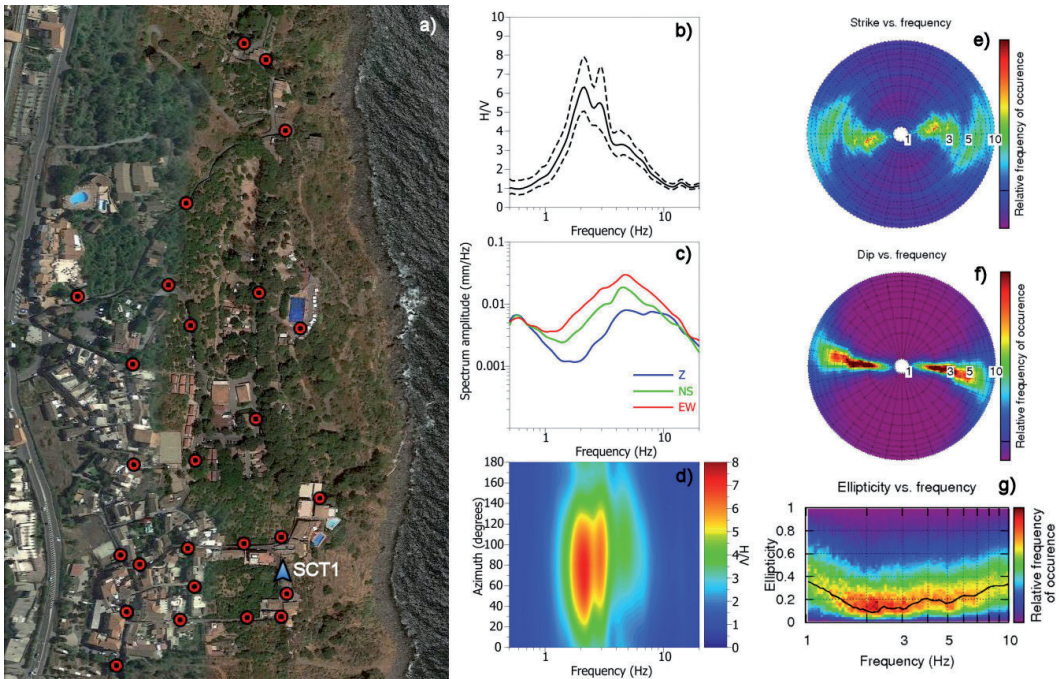 a)
SCT1
b)
H/V
10
9
8
7
6
5
4
3
2
1
0
1 10
Frequency (Hz)
c)
Spectrum amplitude (mm/Hz)
0.1
0.01
0.001
Z
NS
EW
1 10
Frequency (Hz)
d)
Azimuth (degrees)
180
160
140
120
100
80
60
40
20
0
1 10
Frequency (Hz)
8
7
6
5
4
3
2
1
0
H/V
Strike vs. frequency
e)
1 3 5 10
Relative frequency of occurence
Dip vs. frequency
f)
1 3 5 10
Relative frequency of occurence
Ellipticity vs. frequency
g)
Ellipticity
1
0.8
0.6
0.4
0.2
0
1 3 5 10
Frequency (Hz)
Relative frequency
of occurence